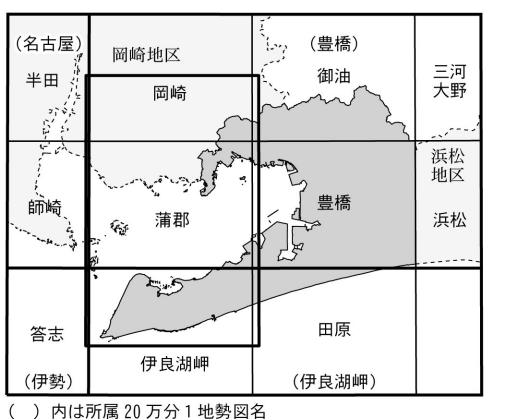 （名古屋）
半田
岡崎地区
岡崎
（豊橋）
御油
三河
大野
師崎
蒲郡
豊橋
浜松
地区
浜松
答志
（伊勢）
伊良湖岬
田原
（伊良湖岬）
（　）内は所属 20 万分 1 地勢図名